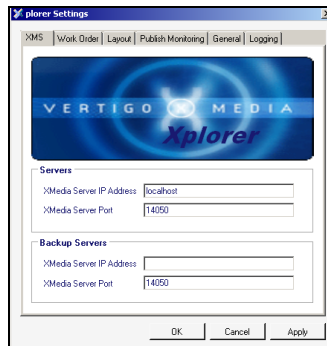 plorer Settings
XMS Work Order Layout Publish Monitoring General Logging
VERTIGO X MEDIA
Xplorer
Servers
XMedia Server IP Address localhost
XMedia Server Port 14050
Backup Servers
XMedia Server IP Address
XMedia Server Port 14050
OK Cancel Apply